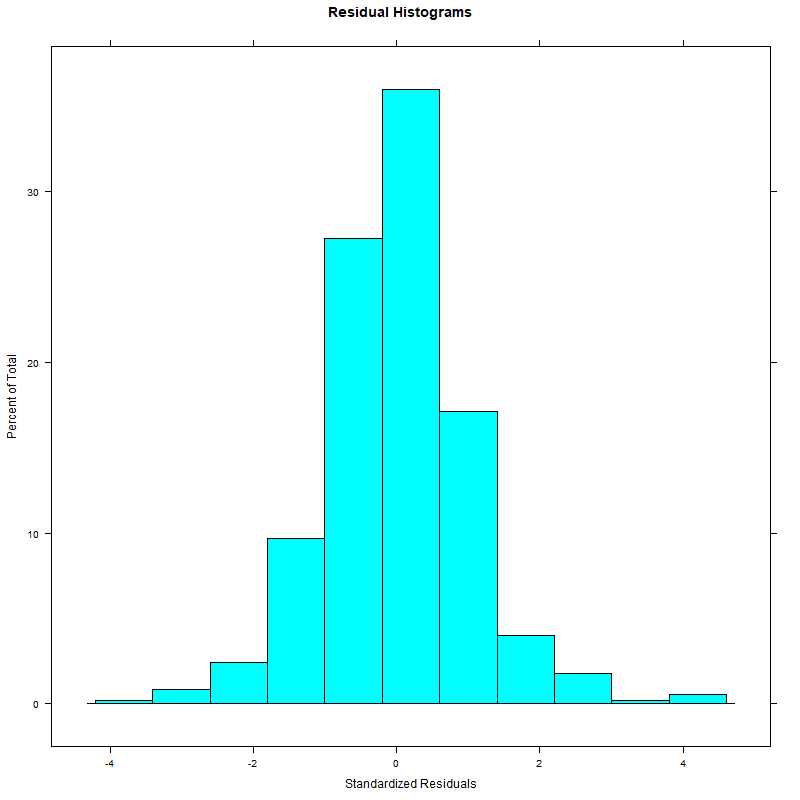 Residual Histograms
30
20
10
0
Percent of Total
-4 -2 0 2 4
Standardized Residuals